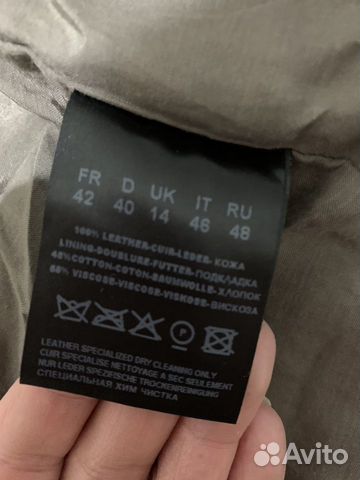 FR D UK IT RU
42 40 14 46 48
100% LEATHER-CUIR-LEDER- КОЖА
LINING-DOUBLURE-FUTTER-ПОДКЛАДКА
40%COTTON-COTON-BAUMWOLLE-ХЛОПОК
60% VISCOSE-VISCOSE-VISKOSE-ВИСКОЗА
P
LEATHER SPECIALIZED DRY CLEANING ONLY
CUIR SPECIALISE NETTOYAGE A SEC SEULEMENT
NUR LEDER SPEZIFISCHE TROCKENREINIGUNG
СПЕЦИАЛЬНАЯ ХИМ ЧИСТКА
Avito